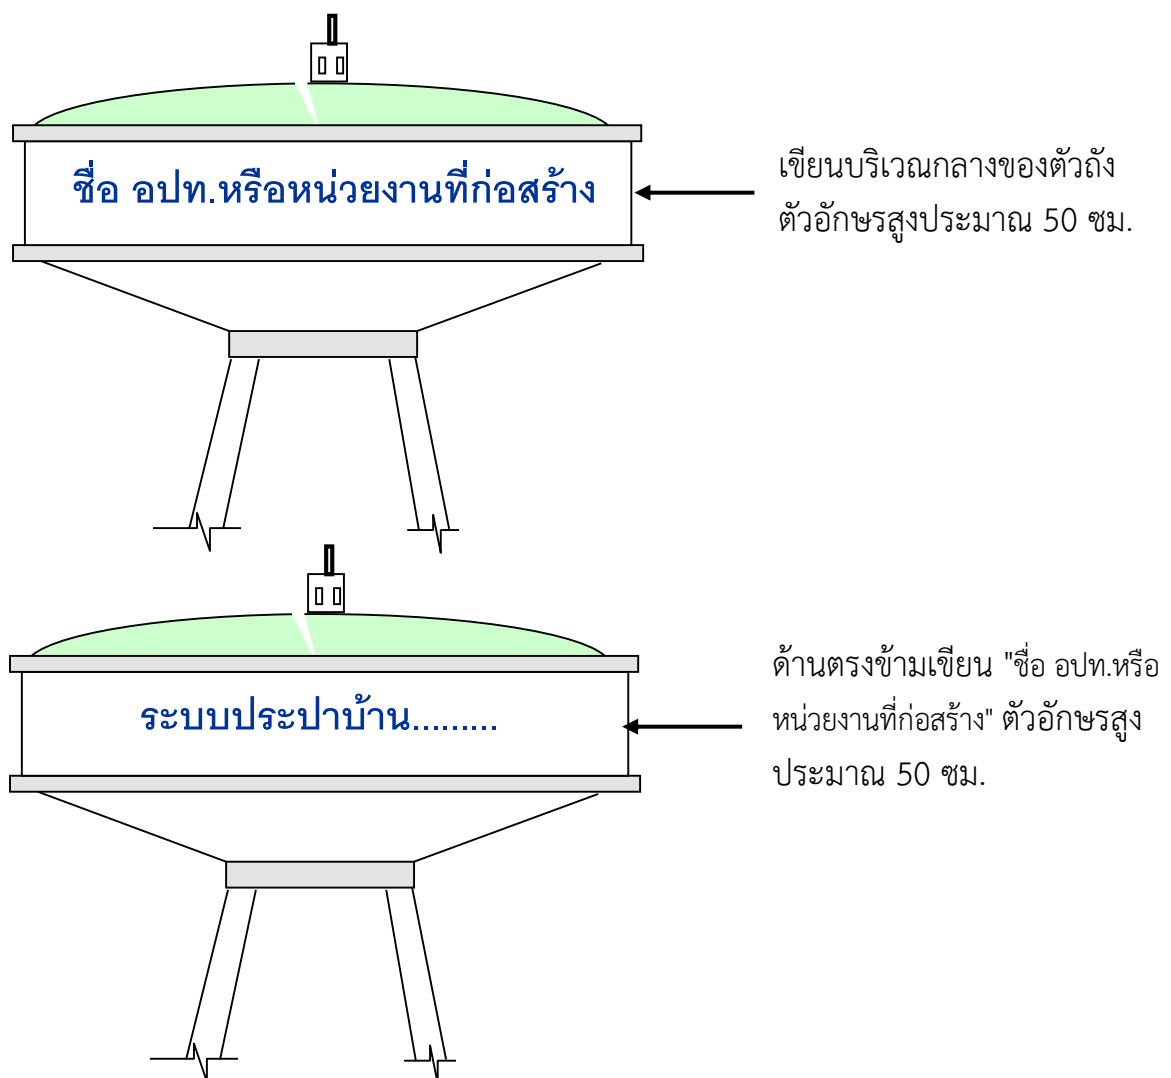 ชื่อ อปท.หรือหน่วยงานที่ก่อสร้าง
เขียนบริเวณกลางของตัวถัง
ตัวอักษรสูงประมาณ 50 ซม.
ระบบประปาบ้าน.........
ด้านตรงข้ามเขียน "ชื่อ อปท.หรือ
หน่วยงานที่ก่อสร้าง" ตัวอักษรสูง
ประมาณ 50 ซม.